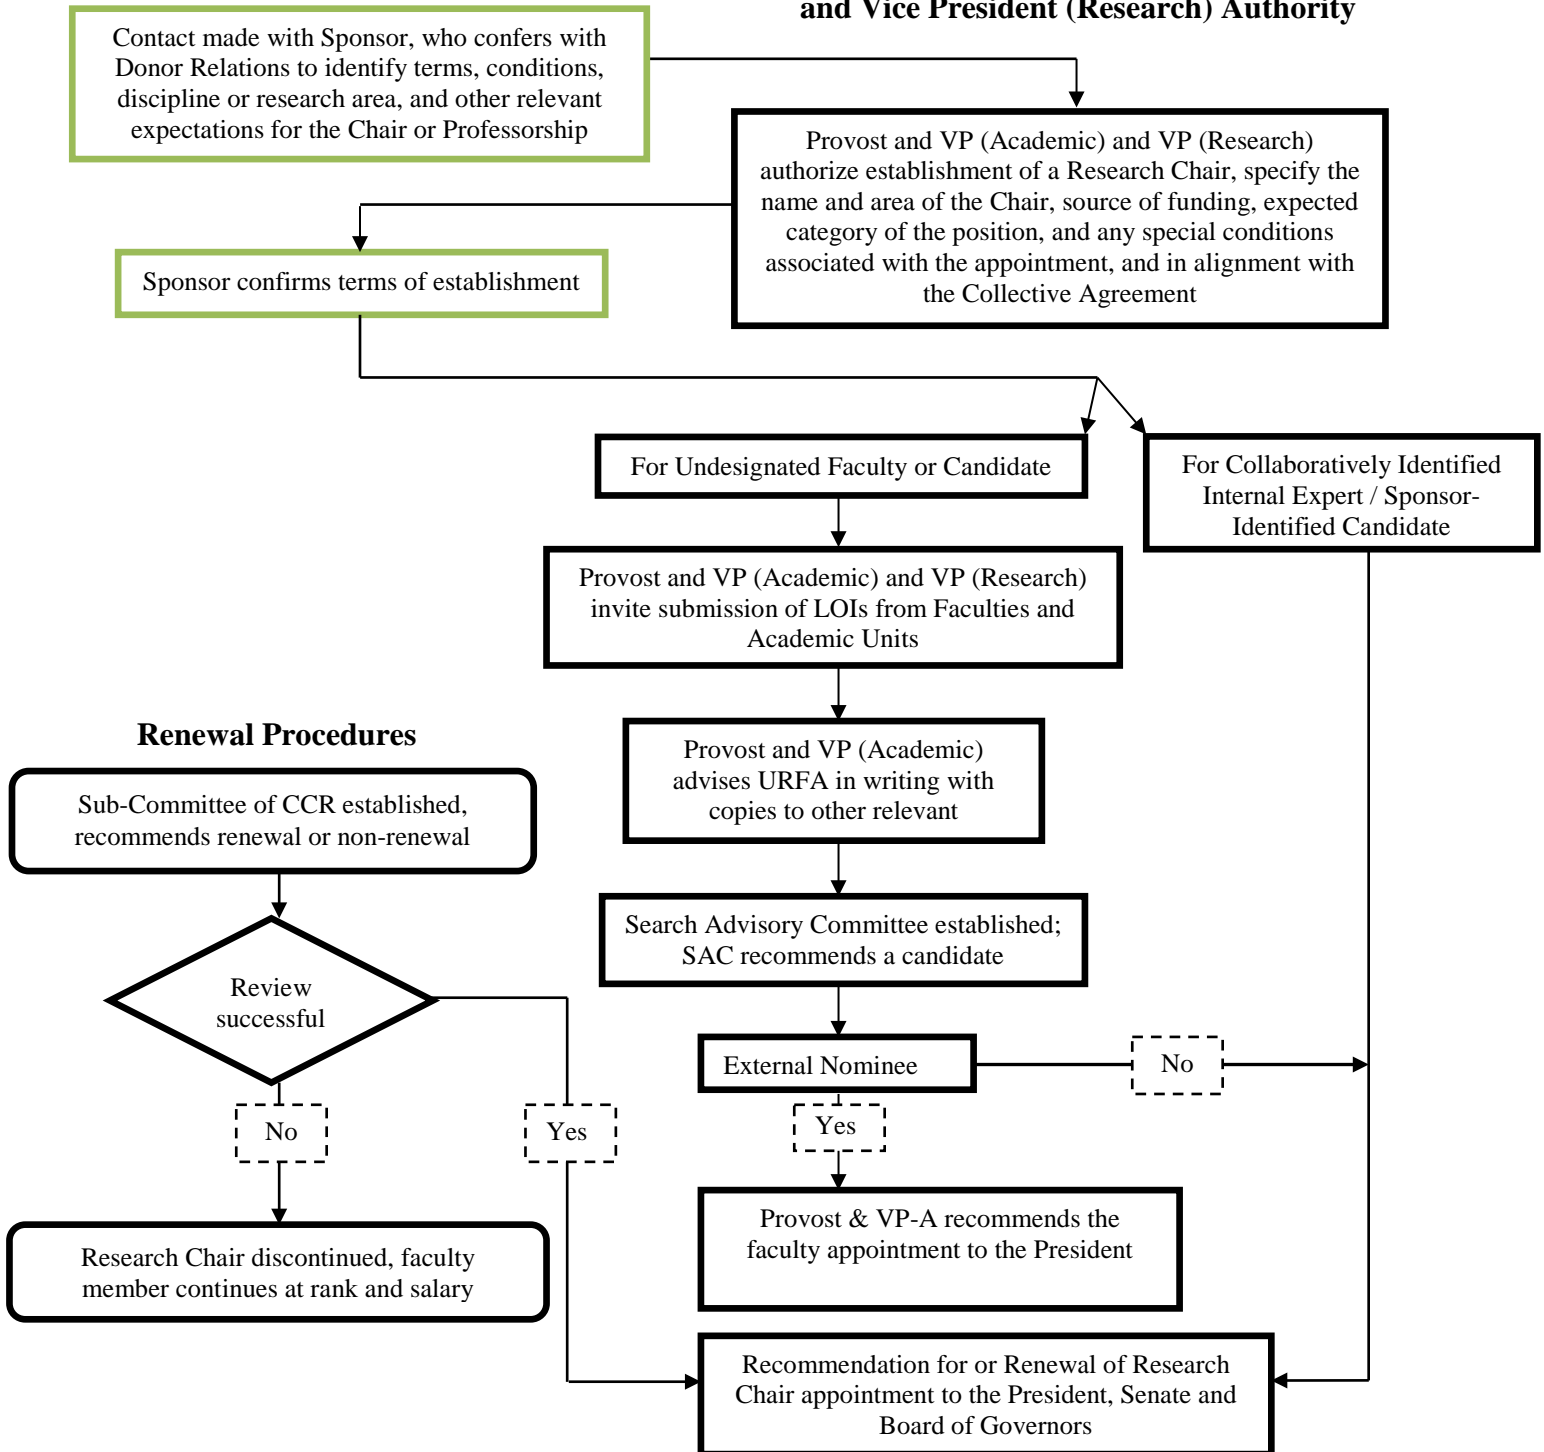 and Vice President (Research) Authority
Contact made with Sponsor, who confers with
Donor Relations to identify terms, conditions,
discipline or research area, and other relevant
expectations for the Chair or Professorship
Provost and VP (Academic) and VP (Research)
authorize establishment of a Research Chair, specify the
name and area of the Chair, source of funding, expected
category of the position, and any special conditions
associated with the appointment, and in alignment with
the Collective Agreement
Sponsor confirms terms of establishment
For Undesignated Faculty or Candidate
For Collaboratively Identified
Internal Expert / Sponsor-
Identified Candidate
Provost and VP (Academic) and VP (Research)
invite submission of LOIs from Faculties and
Academic Units
Provost and VP (Academic)
advises URFA in writing with
copies to other relevant
Search Advisory Committee established;
SAC recommends a candidate
External Nominee
No
Yes
Provost & VP-A recommends the
faculty appointment to the President
Renewal Procedures
Sub-Committee of CCR established,
recommends renewal or non-renewal
Review
successful
No
Yes
Research Chair discontinued, faculty
member continues at rank and salary
Recommendation for or Renewal of Research
Chair appointment to the President, Senate and
Board of Governors